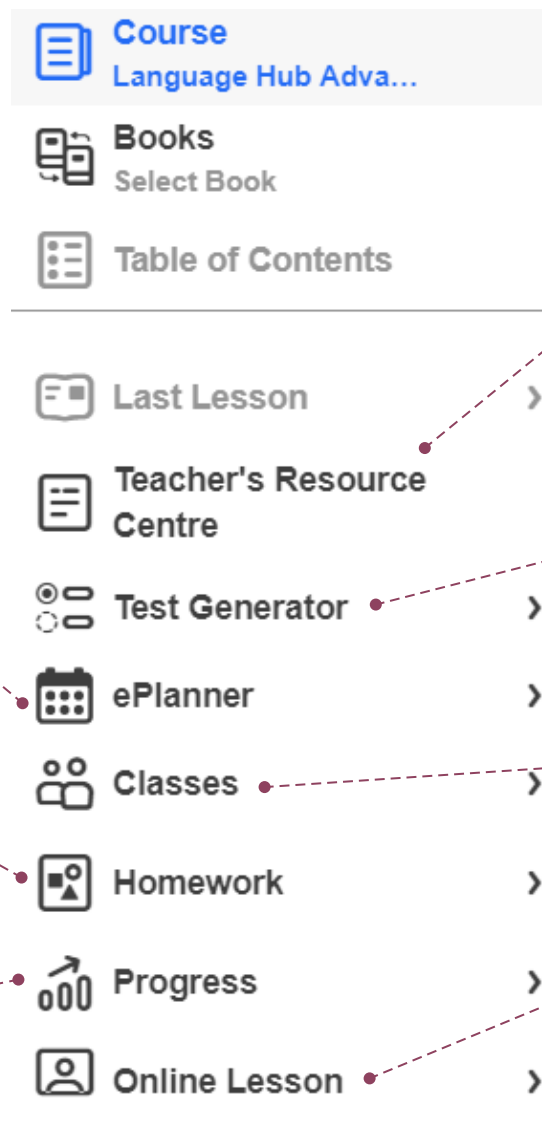 Course
Language Hub Adva...
Books
Select Book
Table of Contents
Last Lesson
Teacher's Resource
Centre
Test Generator
ePlanner
Classes
Homework
Progress
Online Lesson